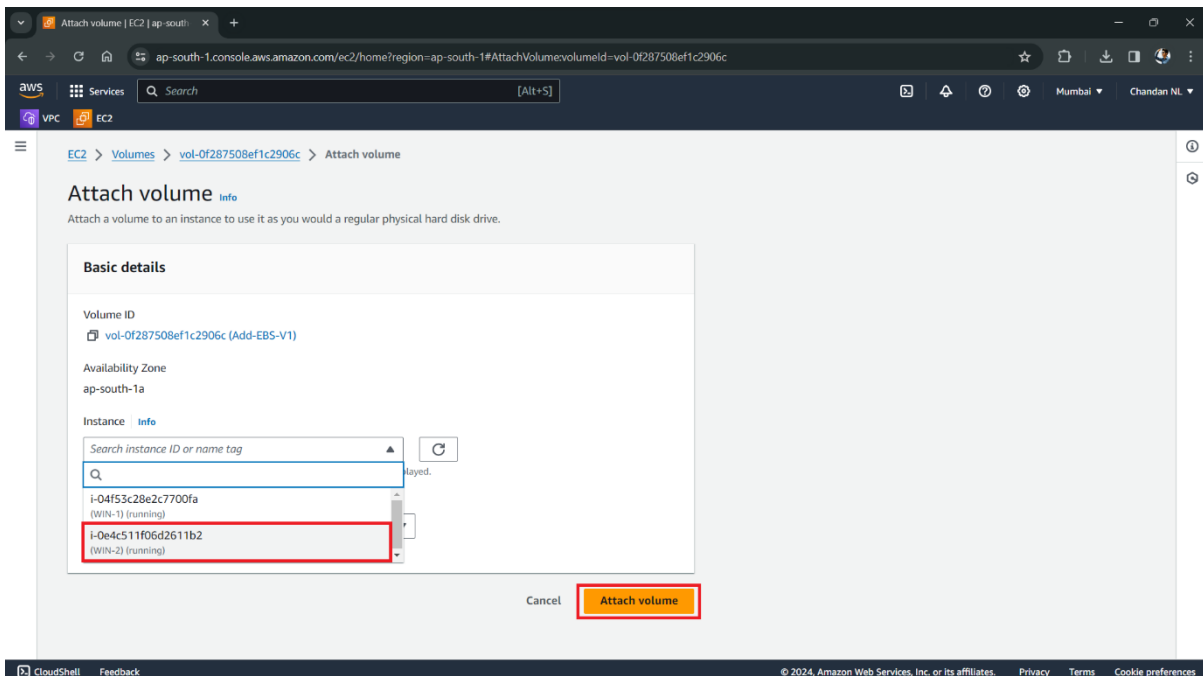 Attach volume | EC2 | ap-south
ap-south-1.console.aws.amazon.com/ec2/home?region=ap-south-1#AttachVolume:volumeId=vol-0f287508ef1c2906c
aws Services Search [Alt+S] Mumbai Chandan NL
VPC EC2
EC2 > Volumes > vol-0f287508ef1c2906c > Attach volume
Attach volume Info
Attach a volume to an instance to use it as you would a regular physical hard disk drive.
Basic details
Volume ID
vol-0f287508ef1c2906c (Add-EBS-V1)
Availability Zone
ap-south-1a
Instance Info
Search instance ID or name tag
layed.
i-04f53c28e2c7700fa
(WIN-1) (running)
i-0e4c511f06d2611b2
(WIN-2) (running)
Cancel Attach volume
CloudShell Feedback © 2024, Amazon Web Services, Inc. or its affiliates. Privacy Terms Cookie preferences